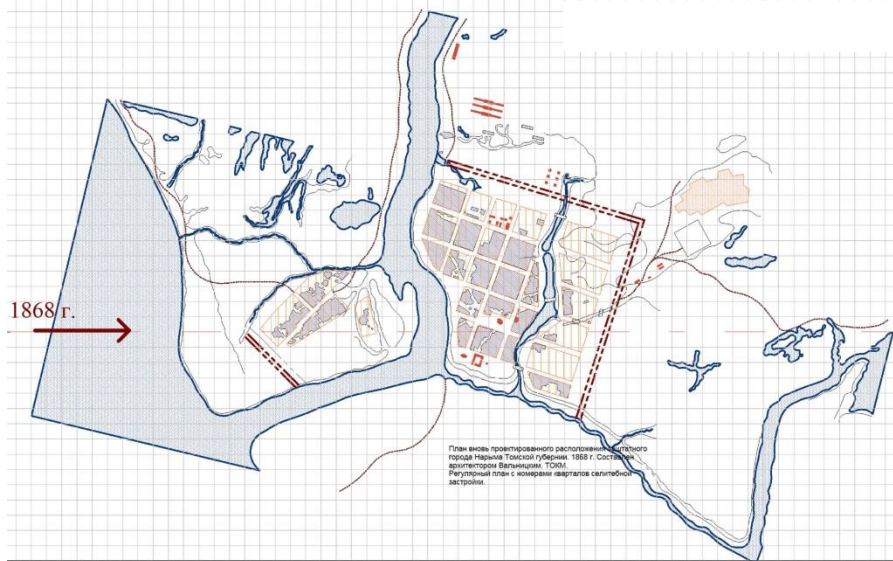 1868 г.
План вновь проектированного расположения заштатного
города Нарыма Томской губернии. 1868 г. Составлен
архитектором Вальницким. ТОКМ.
Регулярный план с номерами кварталов селитебной
застройки.